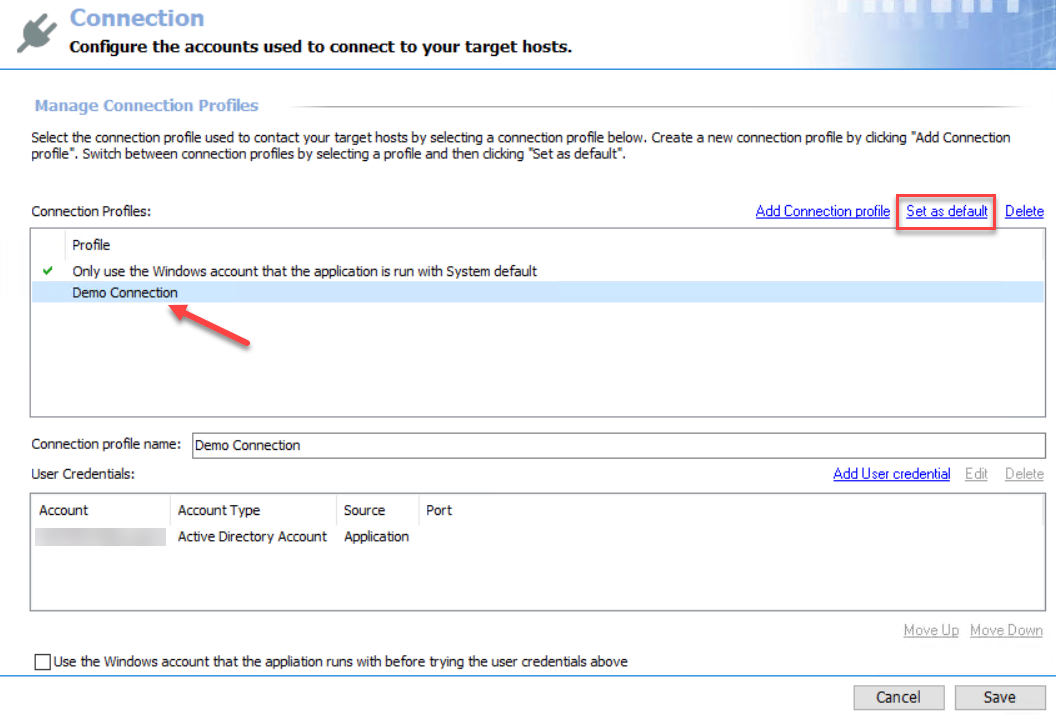 Connection
Configure the accounts used to connect to your target hosts.
Manage Connection Profiles
Select the connection profile used to contact your target hosts by selecting a connection profile below. Create a new connection profile by clicking "Add Connection
profile". Switch between connection profiles by selecting a profile and then clicking "Set as default".
Connection Profiles: Add Connection profile Set as default Delete
Profile
Only use the Windows account that the application is run with System default
Demo Connection
Connection profile name: Demo Connection
User Credentials: Add User credential Edit Delete
Account Account Type Source Port
Active Directory Account Application
Move Up Move Down
Use the Windows account that the appliation runs with before trying the user credentials above
Cancel Save